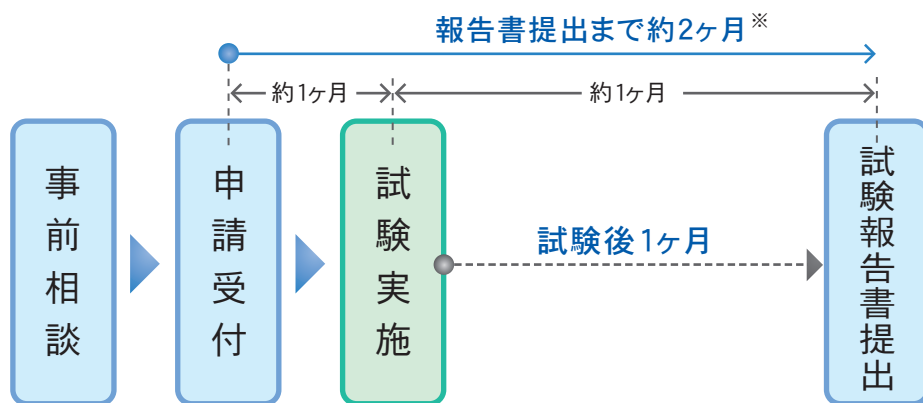 報告書提出まで約2ヶ月※
約1ヶ月
約1ヶ月
事前相談
申請受付
試験実施
試験後1ヶ月
試験報告書提出